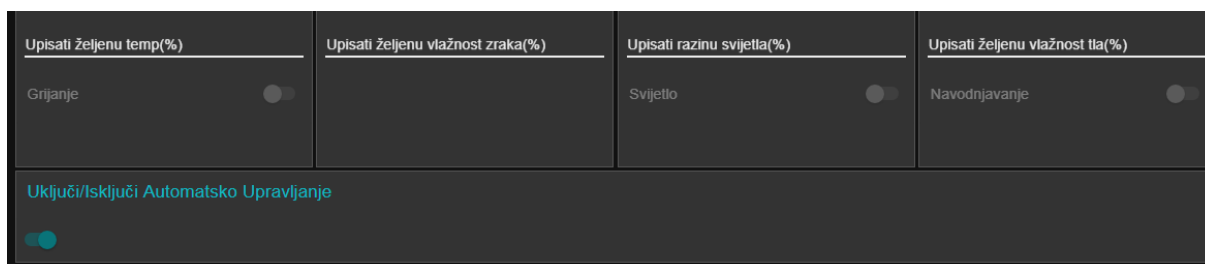 Upisati željenu temp(%)
Upisati željenu vlažnost zraka(%)
Upisati razinu svijetla(%)
Upisati željenu vlažnost tla(%)
Grijanje
Svijetlo
Navodnjavanje
Uključi/Isključi Automatsko Upravljanje